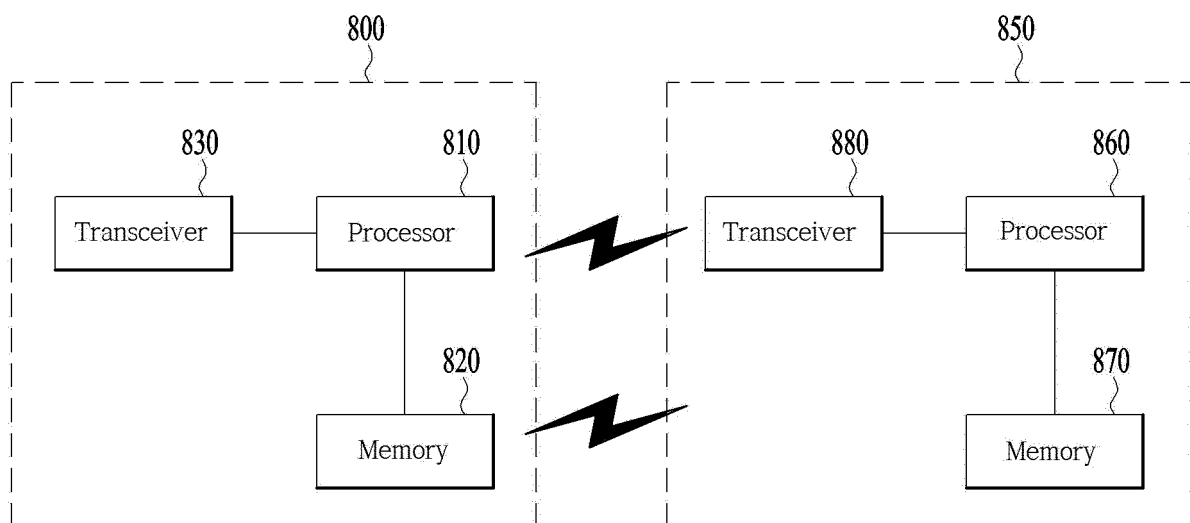 800
850
830
810
880
860
Transceiver
Processor
Transceiver
Processor
820
870
Memory
Memory